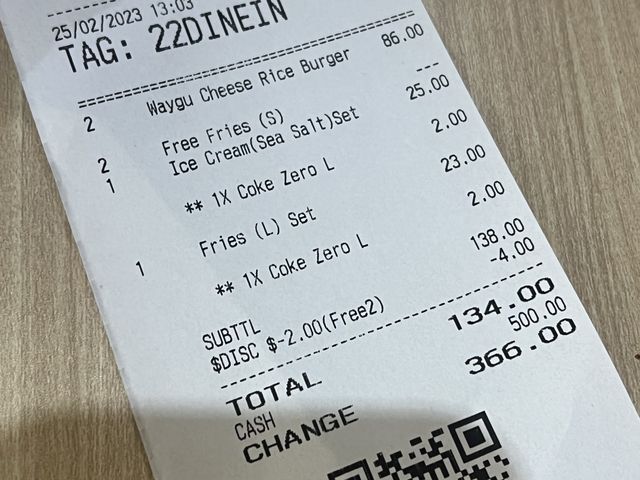 25/02/2023 13:03
TAG: 22DINEIN
2 Waygu Cheese Rice Burger 86.00
2 Free Fries (S) ---
1 Ice Cream(Sea Salt)Set 25.00
** 1X Coke Zero L 2.00
1 Fries (L) Set 23.00
** 1X Coke Zero L 2.00
SUBTTL 138.00
$DISC $-2.00(Free2) -4.00
TOTAL 134.00
CASH 500.00
CHANGE 366.00